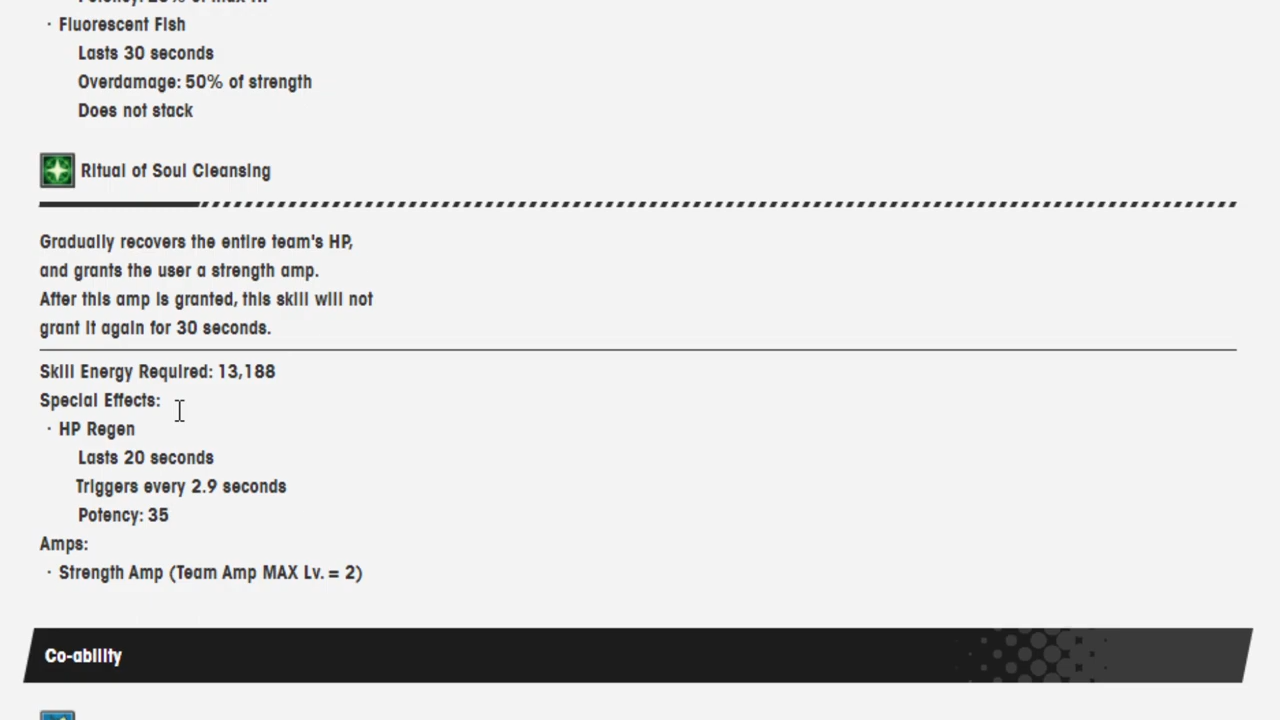 · Fluorescent Fish
Lasts 30 seconds
Overdamage: 50% of strength
Does not stack
Ritual of Soul Cleansing
Gradually recovers the entire team's HP,
and grants the user a strength amp.
After this amp is granted, this skill will not
grant it again for 30 seconds.
Skill Energy Required: 13,188
Special Effects:
· HP Regen
Lasts 20 seconds
Triggers every 2.9 seconds
Potency: 35
Amps:
· Strength Amp (Team Amp MAX Lv. = 2)
Co-ability